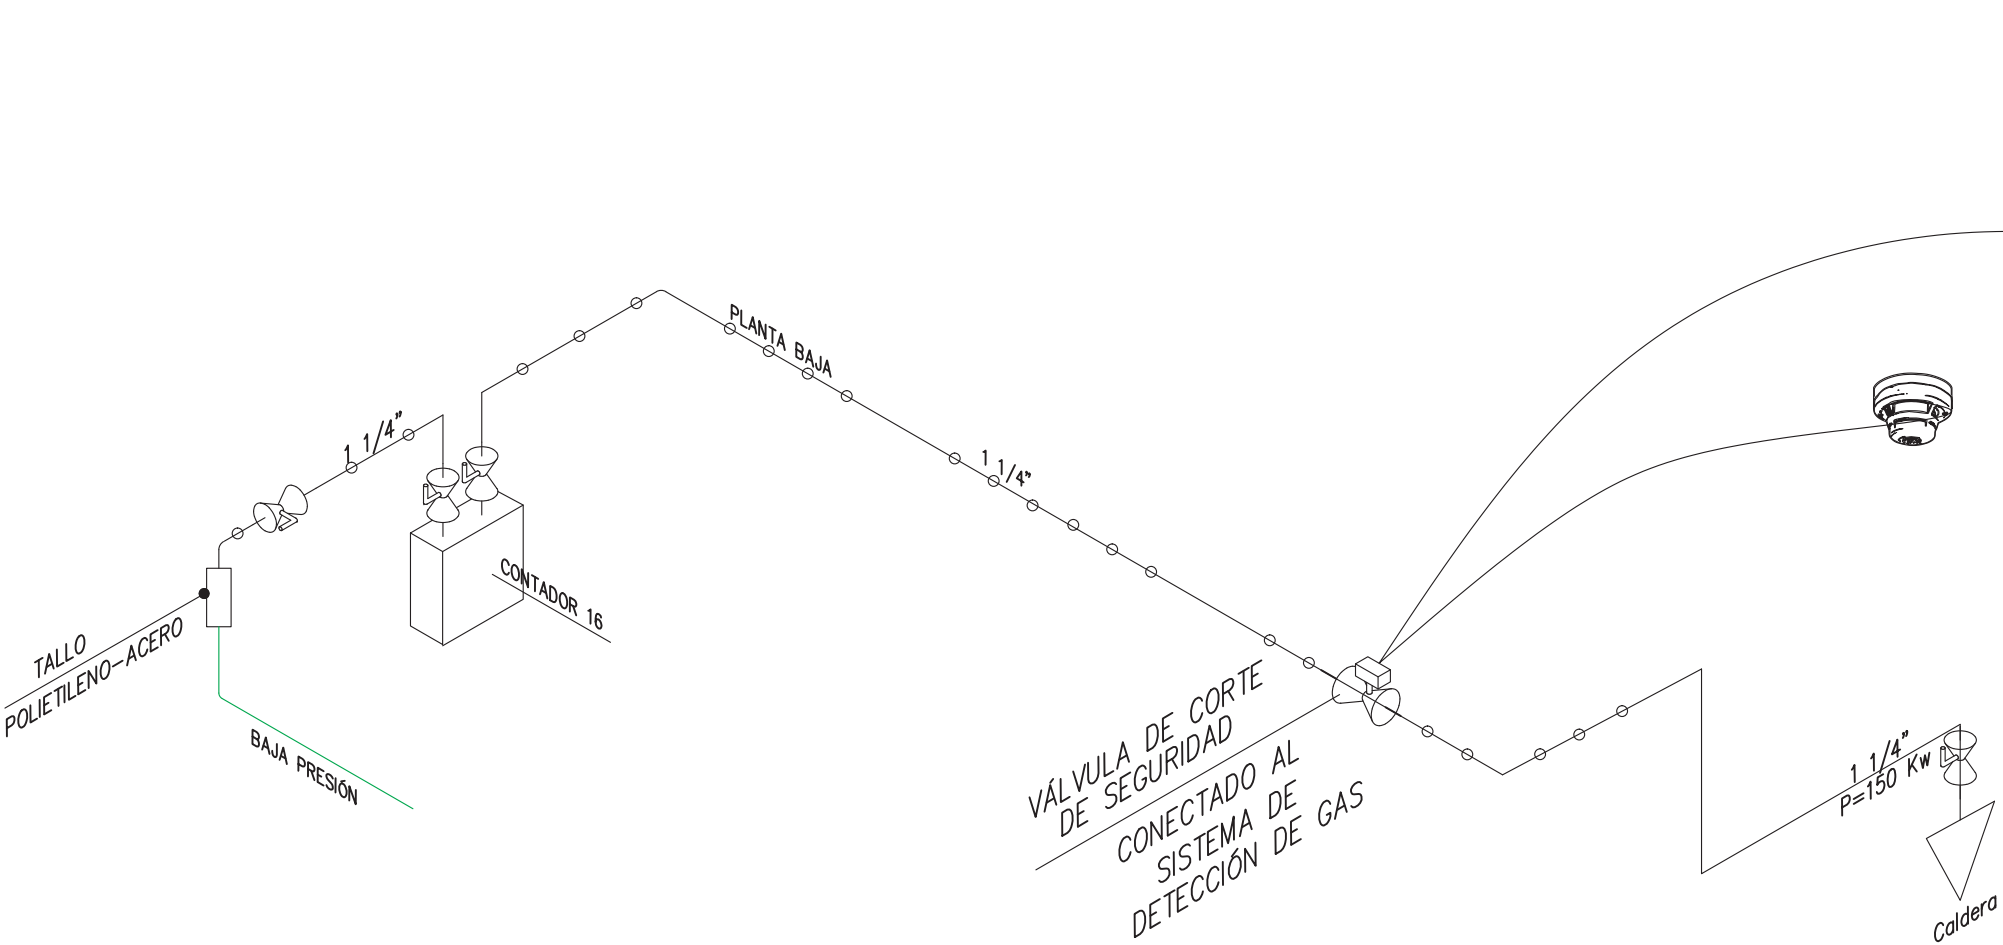 PLANTA BAJA
1 1/4"
1 1/4"
CONTADOR 16
TALLO
POLIETILENO-ACERO
BAJA PRESIÓN
VÁLVULA DE CORTE
DE SEGURIDAD
CONECTADO AL
SISTEMA DE
DETECCIÓN DE GAS
1 1/4"
P=150 Kw
Caldera